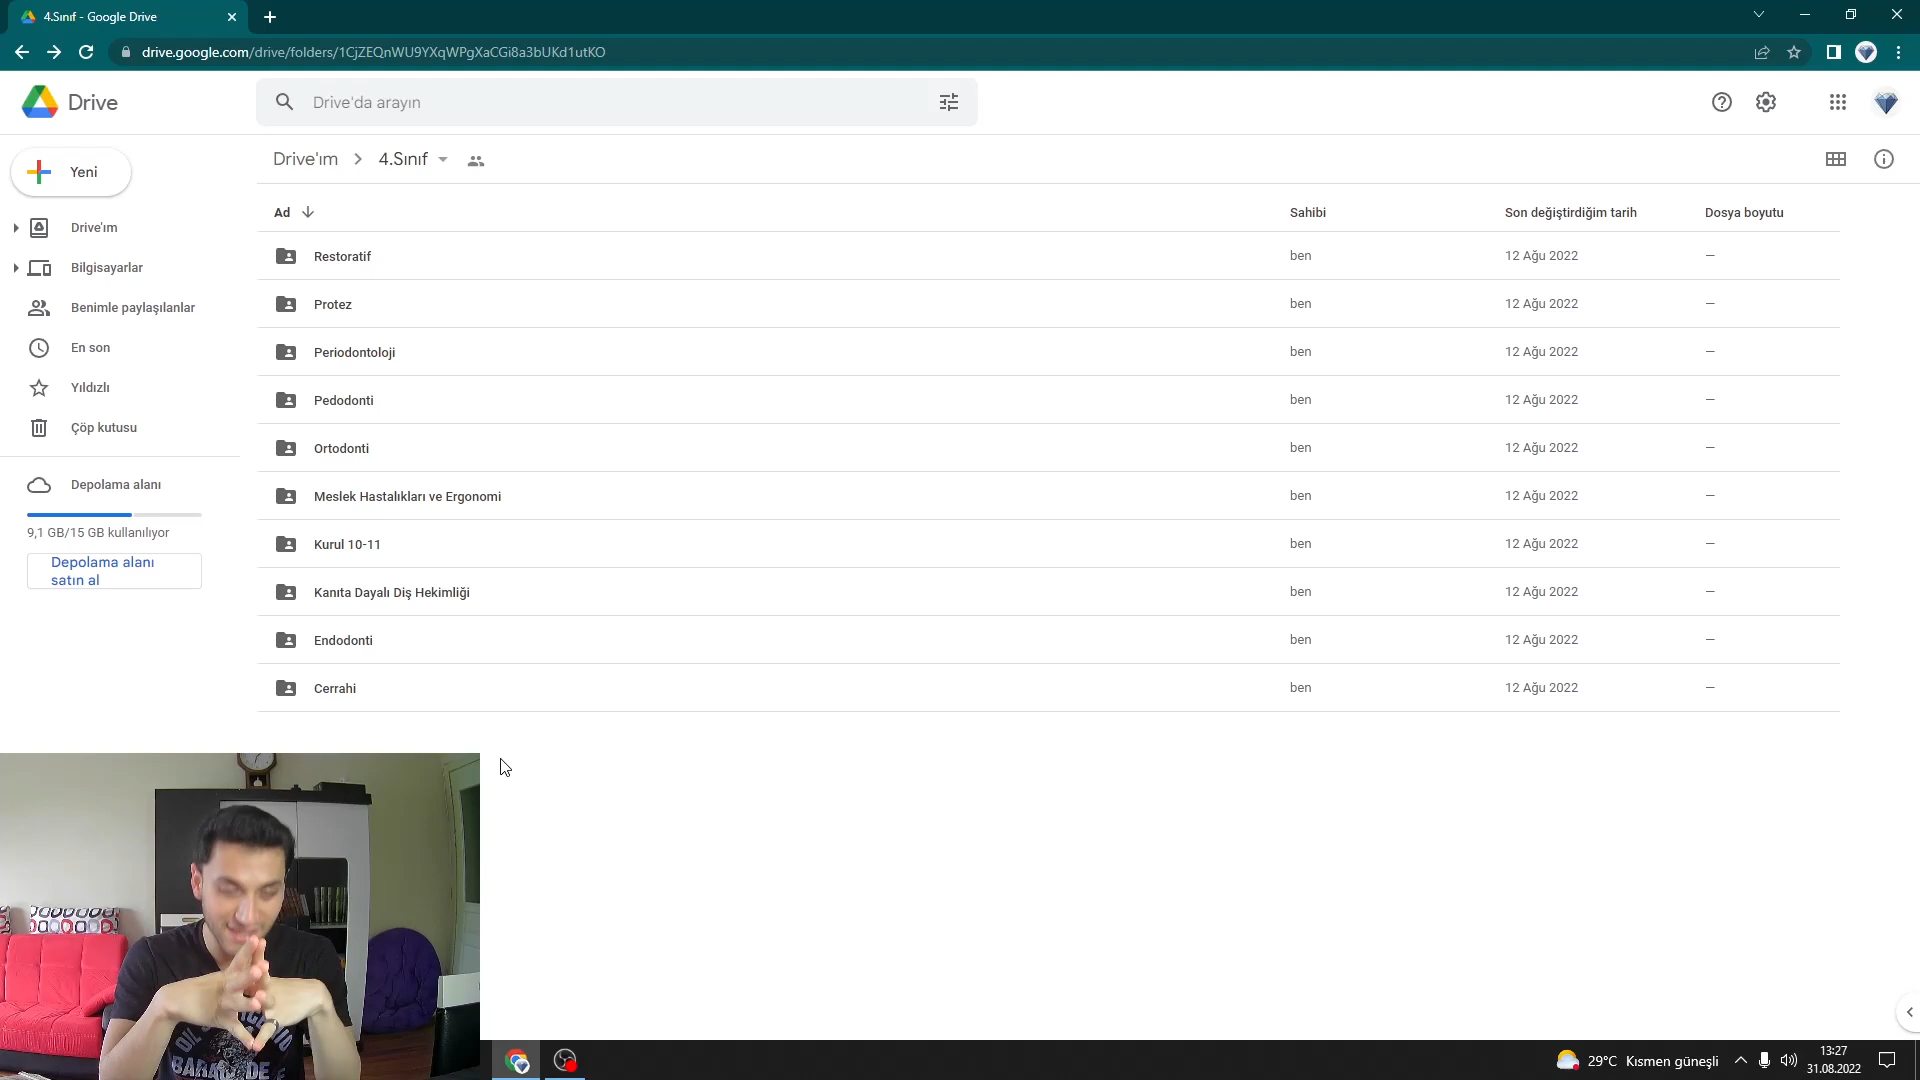 4.Sınıf - Google Drive
drive.google.com/drive/folders/1CjZEQnWU9YXqWPgXaCGi8a3bUKd1utKO
Drive
Drive'da arayın
Yeni
Drive'ım
Bilgisayarlar
Benimle paylaşılanlar
En son
Yıldızlı
Çöp kutusu
Depolama alanı
9,1 GB/15 GB kullanılıyor
Depolama alanı
satın al
Drive'ım > 4.Sınıf
Ad Sahibi Son değiştirdiğim tarih Dosya boyutu
Restoratif ben 12 Ağu 2022 —
Protez ben 12 Ağu 2022 —
Periodontoloji ben 12 Ağu 2022 —
Pedodonti ben 12 Ağu 2022 —
Ortodonti ben 12 Ağu 2022 —
Meslek Hastalıkları ve Ergonomi ben 12 Ağu 2022 —
Kurul 10-11 ben 12 Ağu 2022 —
Kanıta Dayalı Diş Hekimliği ben 12 Ağu 2022 —
Endodonti ben 12 Ağu 2022 —
Cerrahi ben 12 Ağu 2022 —
29°C Kısmen güneşli
13:27
31.08.2022